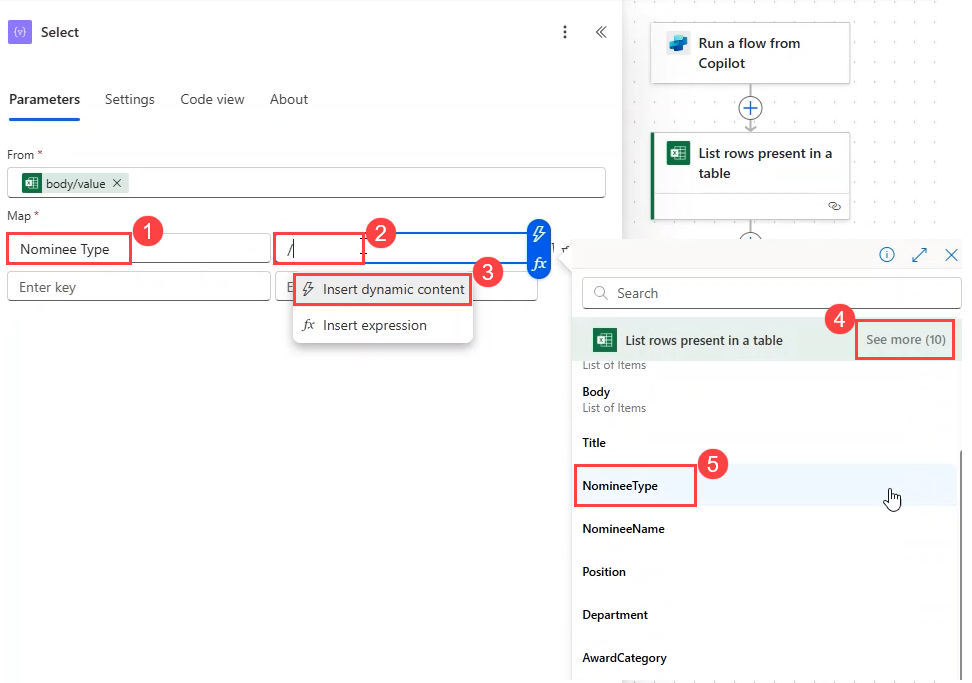 {v}
Select
Parameters
Settings
Code view
About
From *
body/value
Map *
Nominee Type
1
/
2
fx
Enter key
3
Insert dynamic content
fx Insert expression
Run a flow from
Copilot
List rows present in a
table
Search
List rows present in a table
4
See more (10)
List of Items
Body
List of Items
Title
NomineeType
5
NomineeName
Position
Department
AwardCategory